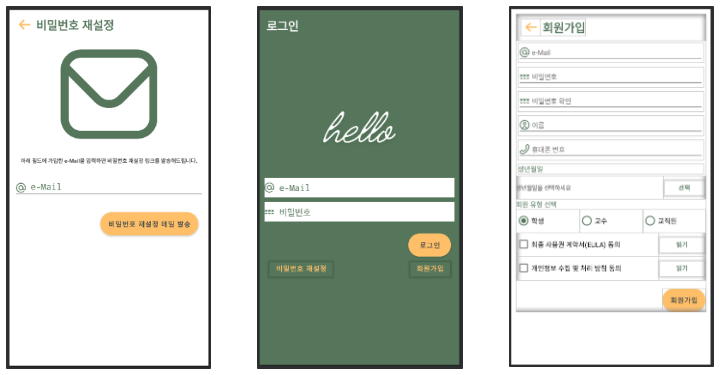 비밀번호 재설정
아래 필드에 가입한 e-Mail을 입력하면 비밀번호 재설정 링크를 발송해드립니다.
@ e-Mail
비밀번호 재설정 메일 발송
로그인
hello
@ e-Mail
비밀번호
로그인
비밀번호 재설정
회원가입
회원가입
@ e-Mail
비밀번호
비밀번호 확인
이름
휴대폰 번호
생년월일
생년월일을 선택하세요
선택
회원 유형 선택
학생
교수
교직원
최종 사용권 계약서(EULA) 동의
읽기
개인정보 수집 및 처리 방침 동의
읽기
회원가입